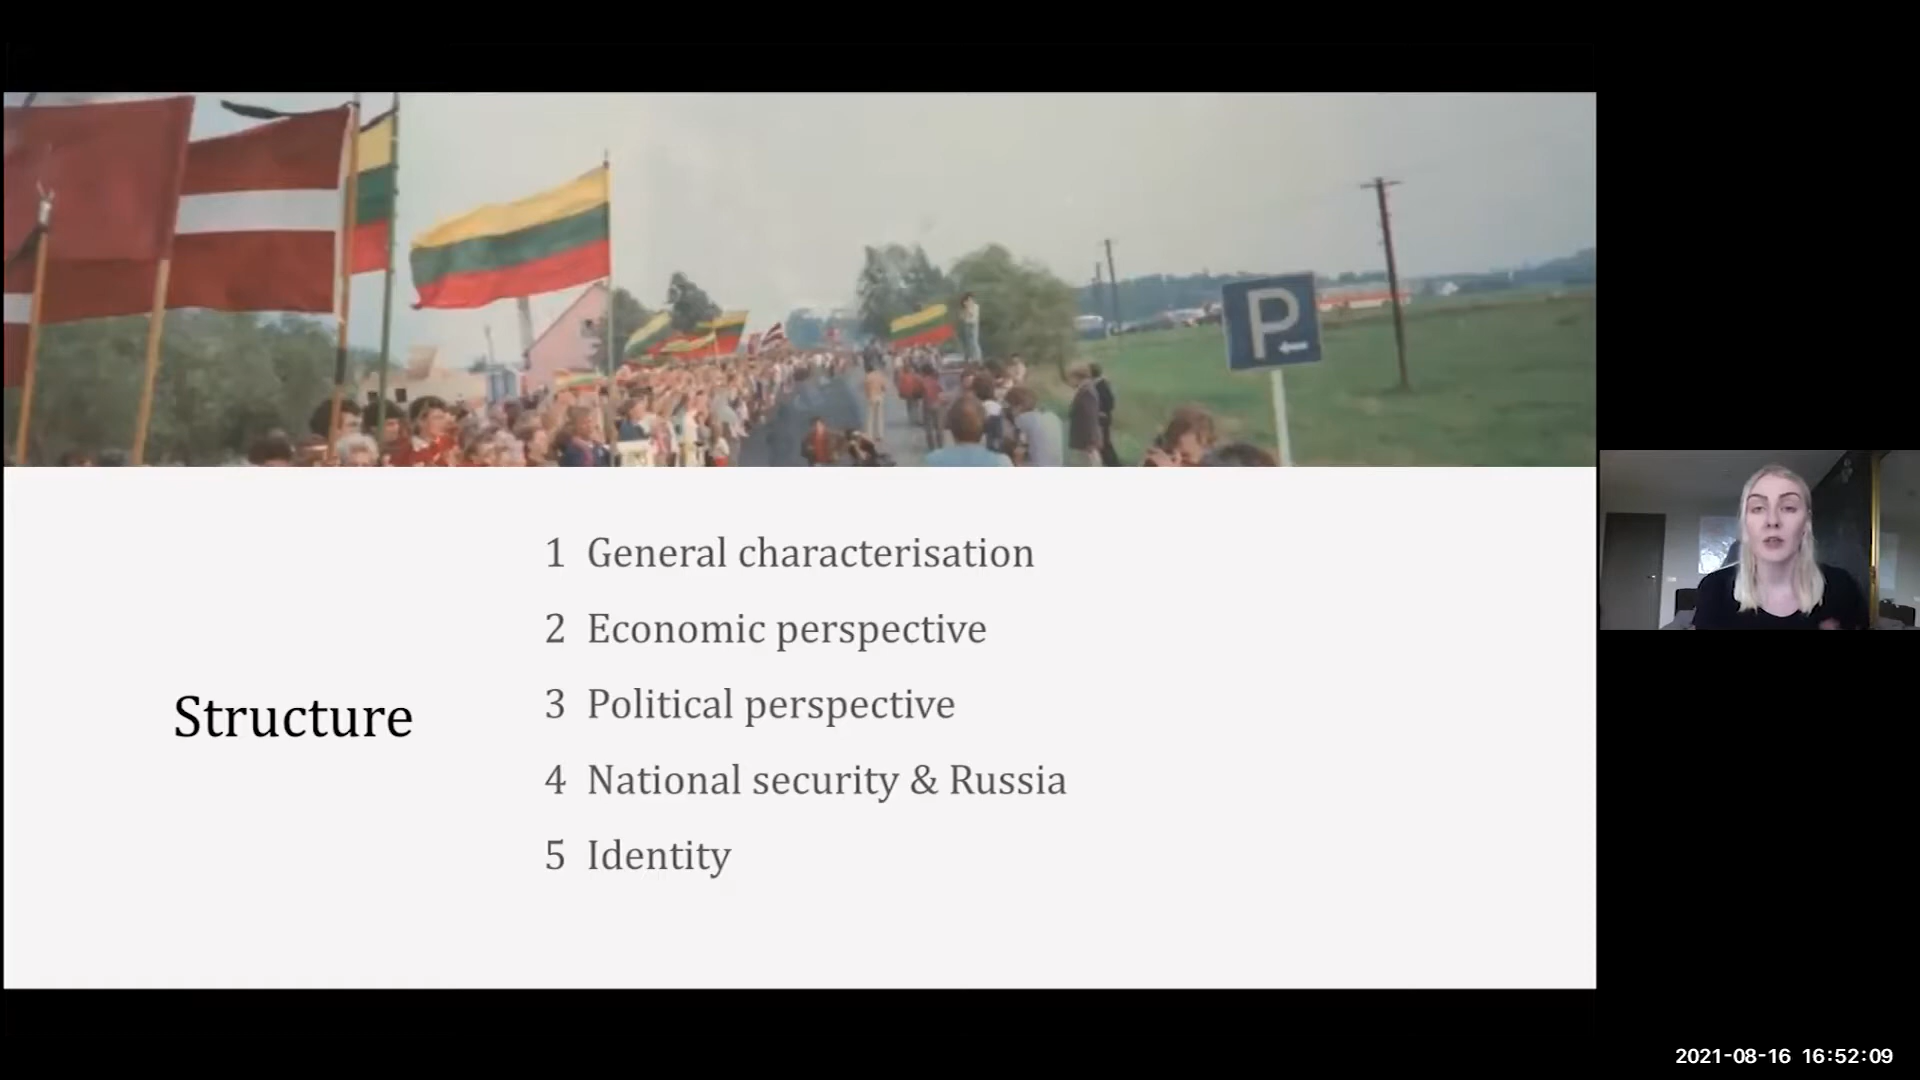 P
Structure
1 General characterisation
2 Economic perspective
3 Political perspective
4 National security & Russia
5 Identity
2021-08-16 16:52:09